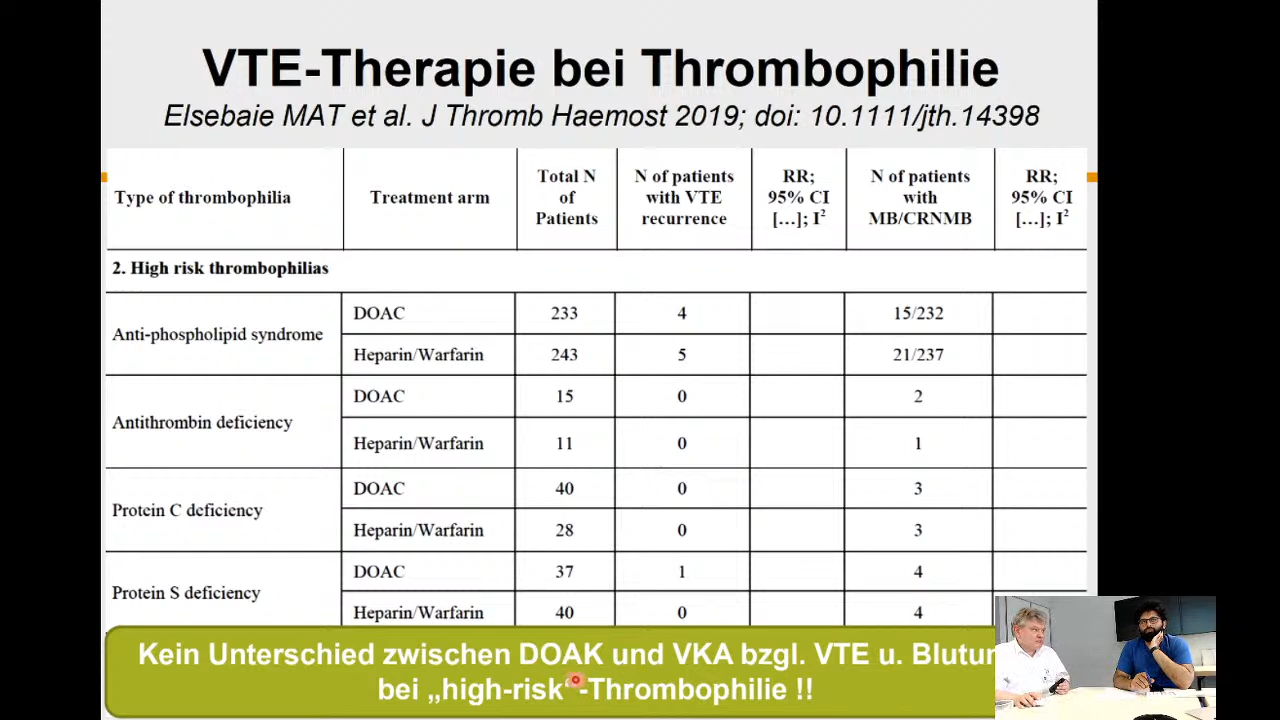 VTE-Therapie bei Thrombophilie
Elsebaie MAT et al. J Thromb Haemost 2019; doi: 10.1111/jth.14398
Type of thrombophilia Treatment arm Total N of Patients N of patients with VTE recurrence RR; 95% CI […]; I² N of patients with MB/CRNMB RR; 95% CI […]; I²
2. High risk thrombophilias
Anti-phospholipid syndrome
DOAC 233 4 15/232
Heparin/Warfarin 243 5 21/237
Antithrombin deficiency
DOAC 15 0 2
Heparin/Warfarin 11 0 1
Protein C deficiency
DOAC 40 0 3
Heparin/Warfarin 28 0 3
Protein S deficiency
DOAC 37 1 4
Heparin/Warfarin 40 0 4
Kein Unterschied zwischen DOAK und VKA bzgl. VTE u.
bei „high-risk“-Thrombophilie !!